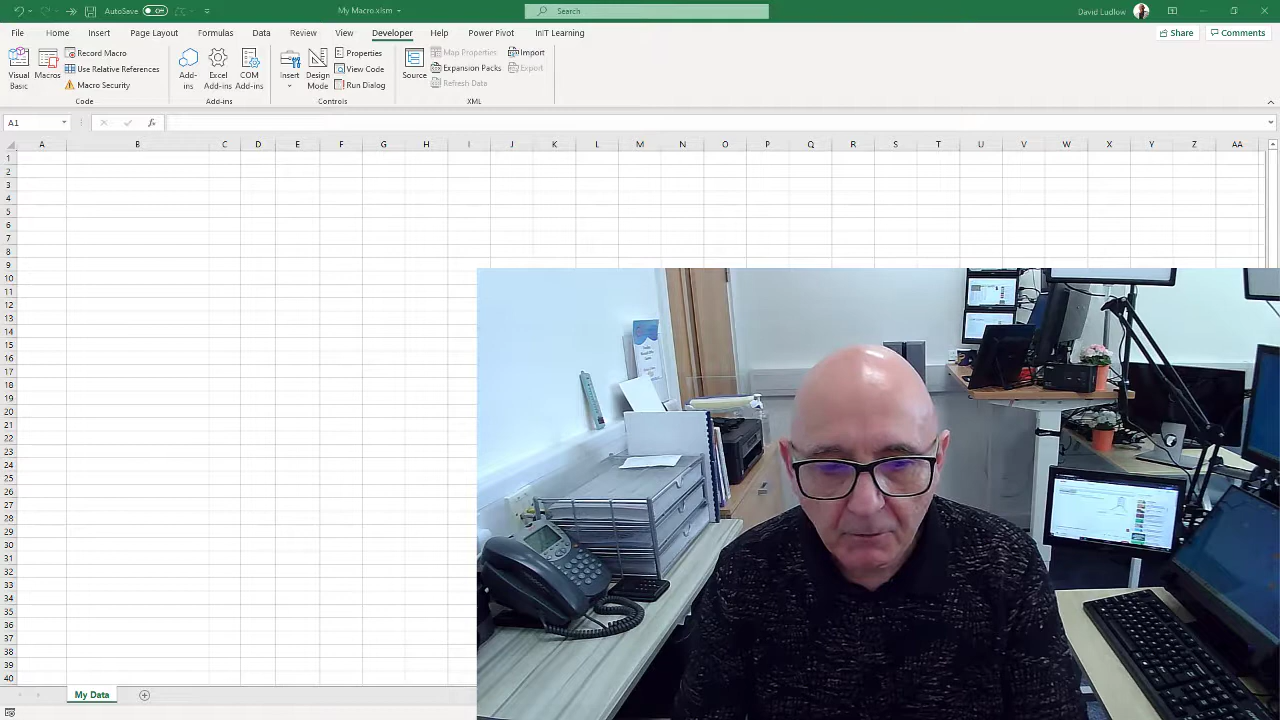 AutoSave Off My Macro.xlsm Search David Ludlow
File Home Insert Page Layout Formulas Data Review View Developer Help Power Pivot InIT Learning Share Comments
Visual Basic
Macros
Record Macro
Use Relative References
Macro Security
Code
Add-ins
Excel Add-ins
COM Add-ins
Add-ins
Insert
Design Mode
Properties
View Code
Run Dialog
Controls
Source
Map Properties
Expansion Packs
Refresh Data
Import
Export
XML
A1 fx
A B C D E F G H I J K L M N O P Q R S T U V W X Y Z AA
1
2
3
4
5
6
7
8
9
10
11
12
13
14
15
16
17
18
19
20
21
22
23
24
25
26
27
28
29
30
31
32
33
34
35
36
37
38
39
40
My Data